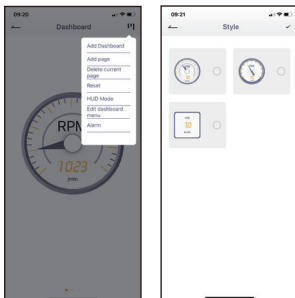 09:20
Dashboard
Add Dashboard
Add page
Delete current
page
Reset
HUD Mode
Edit dashboard
menu
Alarm
RPM
1023
09:21
Style